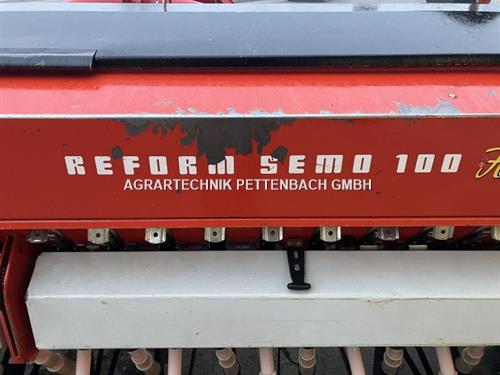 REFORM SEMO 100
AGRARTECHNIK PETTENBACH GMBH